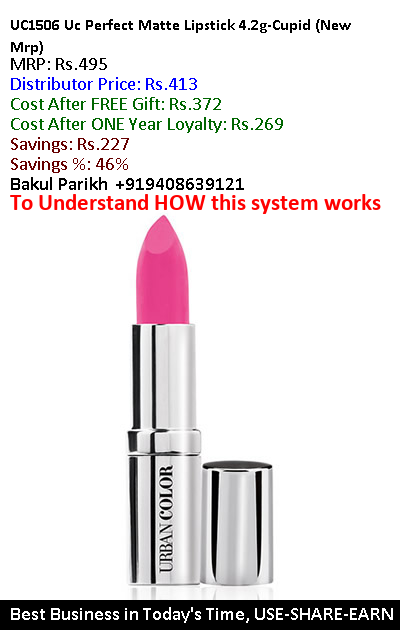 UC1506 Uc Perfect Matte Lipstick 4.2g-Cupid (New
Mrp)
MRP: Rs.495
Distributor Price: Rs.413
Cost After FREE Gift: Rs.372
Cost After ONE Year Loyalty: Rs.269
Savings: Rs.227
Savings %: 46%
Bakul Parikh +919408639121
To Understand HOW this system works
URBAN COLOR
Best Business in Today's Time, USE-SHARE-EARN